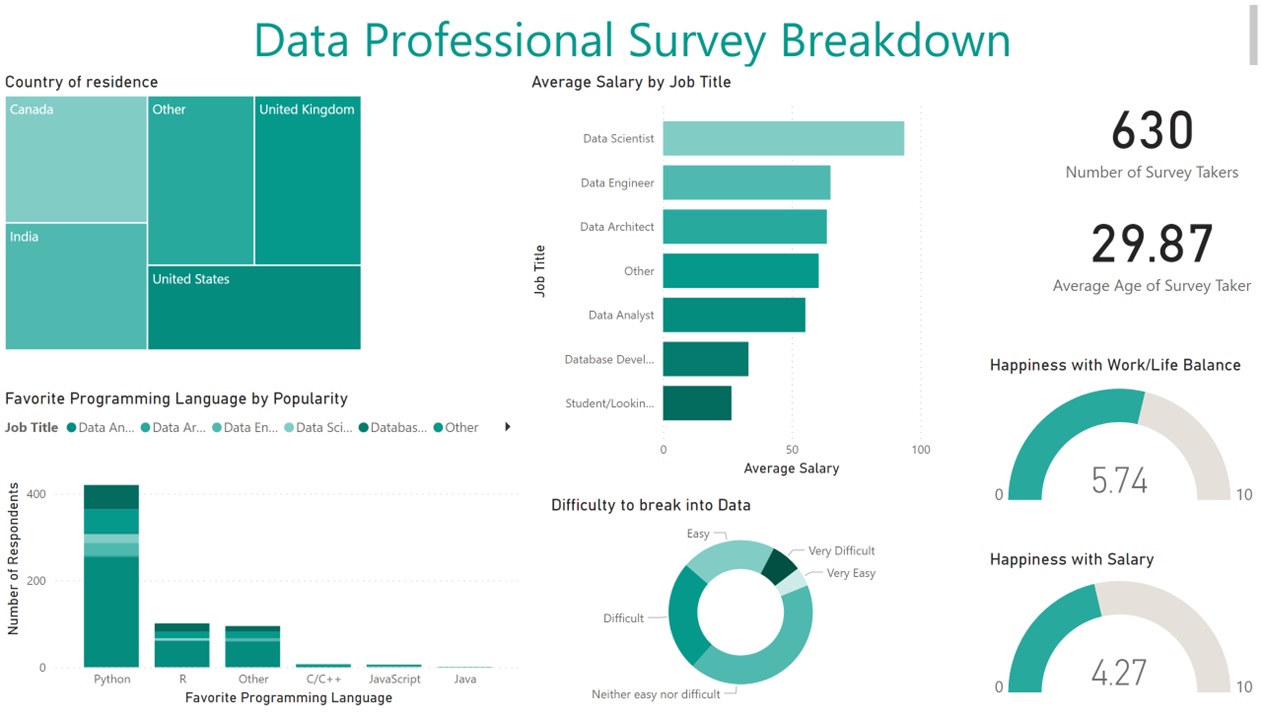 Data Professional Survey Breakdown
Country of residence
Canada
Other
United Kingdom
India
United States
Average Salary by Job Title
Job Title
Data Scientist
Data Engineer
Data Architect
Other
Data Analyst
Database Devel...
Student/Lookin...
0
50
100
Average Salary
630
Number of Survey Takers
29.87
Average Age of Survey Taker
Favorite Programming Language by Popularity
Job Title Data An... Data Ar... Data En... Data Sci... Databas... Other
Number of Respondents
400
200
0
Python
R
Other
C/C++
JavaScript
Java
Favorite Programming Language
Difficulty to break into Data
Easy
Very Difficult
Very Easy
Difficult
Neither easy nor difficult
Happiness with Work/Life Balance
5.74
0
10
Happiness with Salary
4.27
0
10